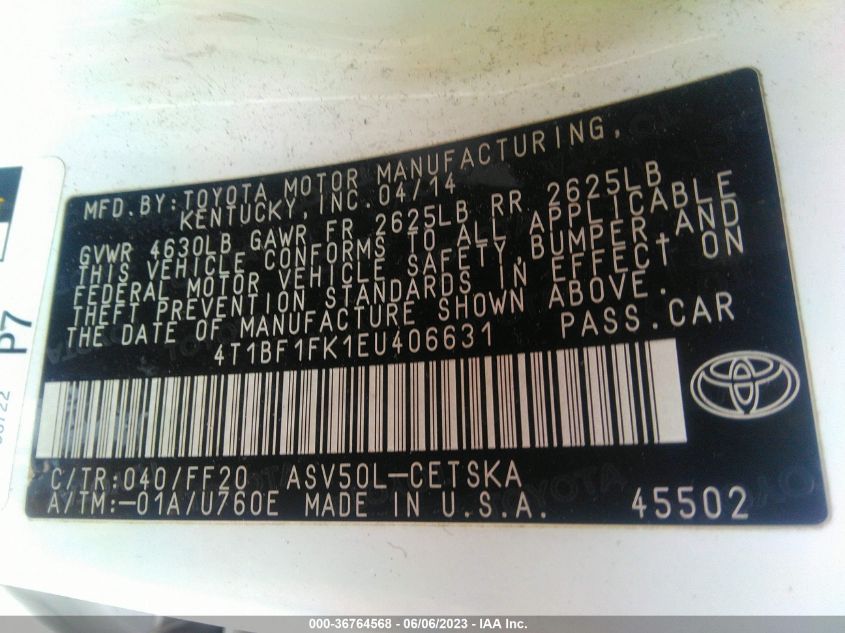 MFD.BY:TOYOTA MOTOR MANUFACTURING,
KENTUCKY,INC.04/14
GVWR 4630LB GAWR FR 2625LB RR 2625LB
THIS VEHICLE CONFORMS TO ALL APPLICABLE
FEDERAL MOTOR VEHICLE SAFETY,BUMPER,AND
THEFT PREVENTION STANDARDS IN EFFECT ON
THE DATE OF MANUFACTURE SHOWN ABOVE.
4T1BF1FK1EU406631 PASS.CAR
C/TR:040/FF20 ASV50L-CETSKA
A/TM:-01A/U760E MADE IN U.S.A. 45502
P7
000-36764568 - 06/06/2023 - IAA Inc.